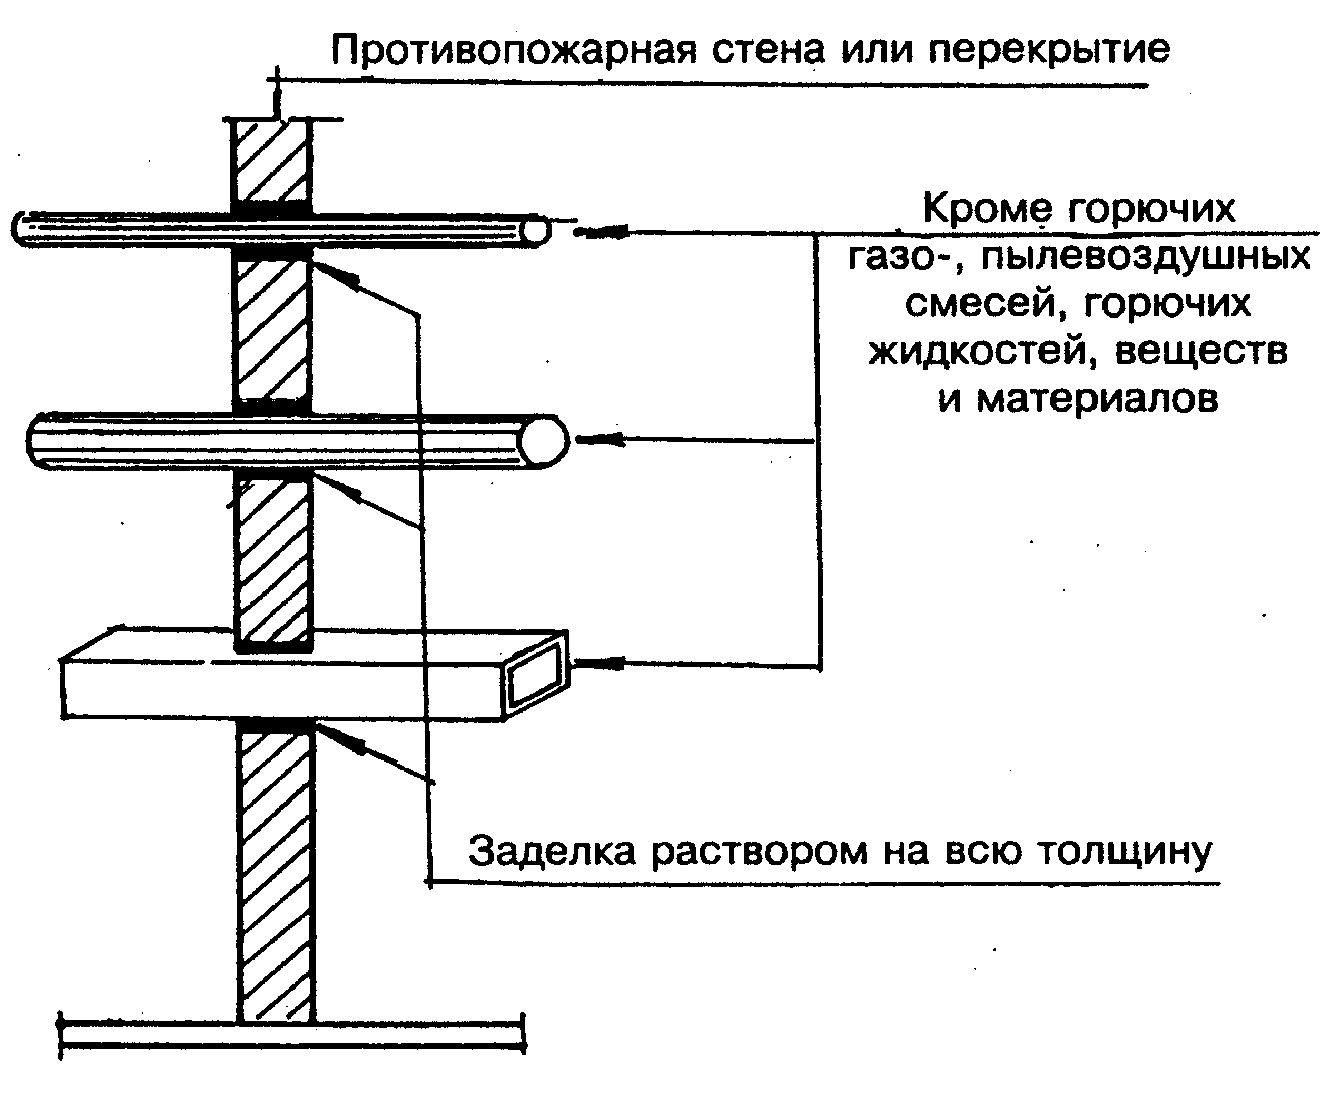 Противопожарная стена или перекрытие
Кроме горючих
газо-, пылевоздушных
смесей, горючих
жидкостей, веществ
и материалов
Заделка раствором на всю толщину